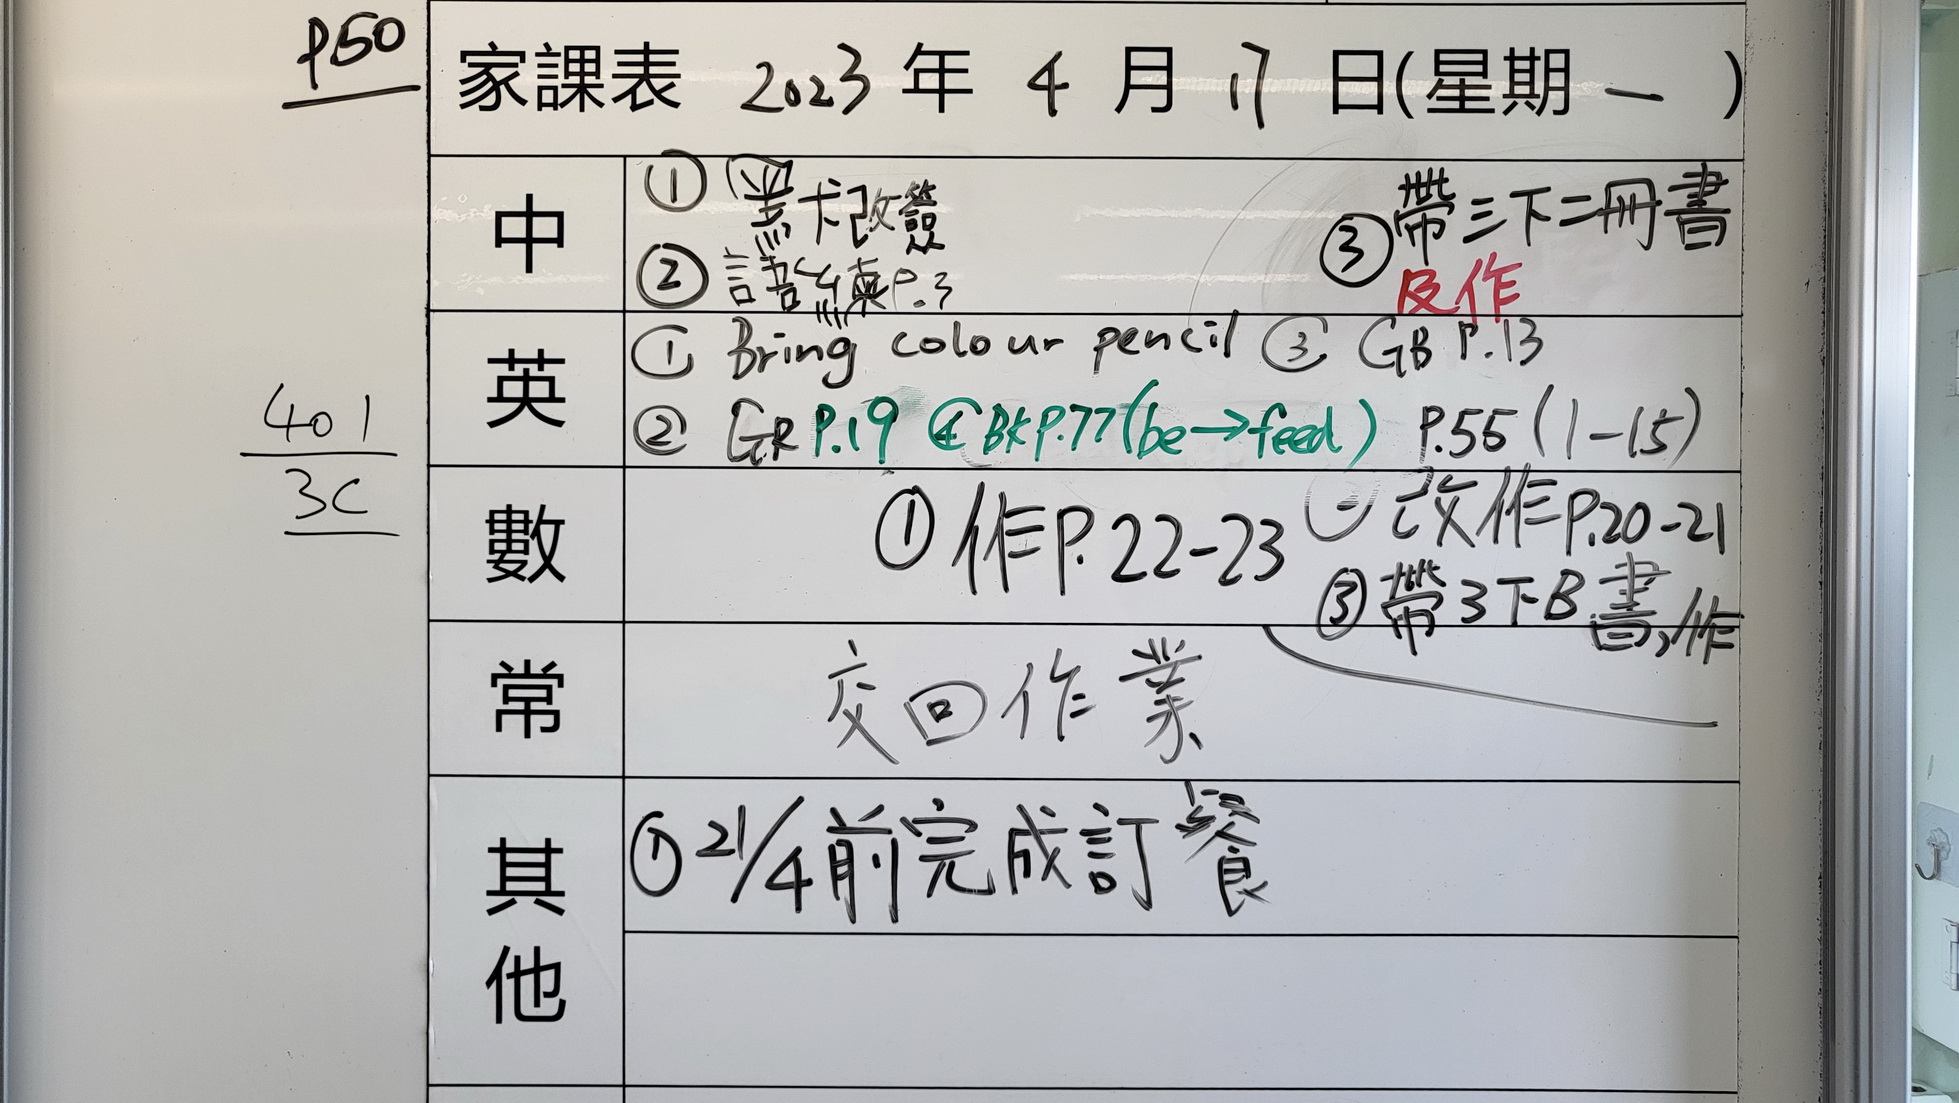 P50
家課表 2023 年 4 月 17 日(星期 一 )
中
① 默卡改簽
② 語練P.3
③ 帶三下二冊書
及作
英
① Bring colour pencil ③ GB P.13
② GR P.19 ④ BK P.77 (be→feed) P.55 (1-15)
401
3C
數
① 作P.22-23 ② 改作P.20-21
③ 帶3下B書,作
常
交回作業
其他
① 21/4前完成訂餐